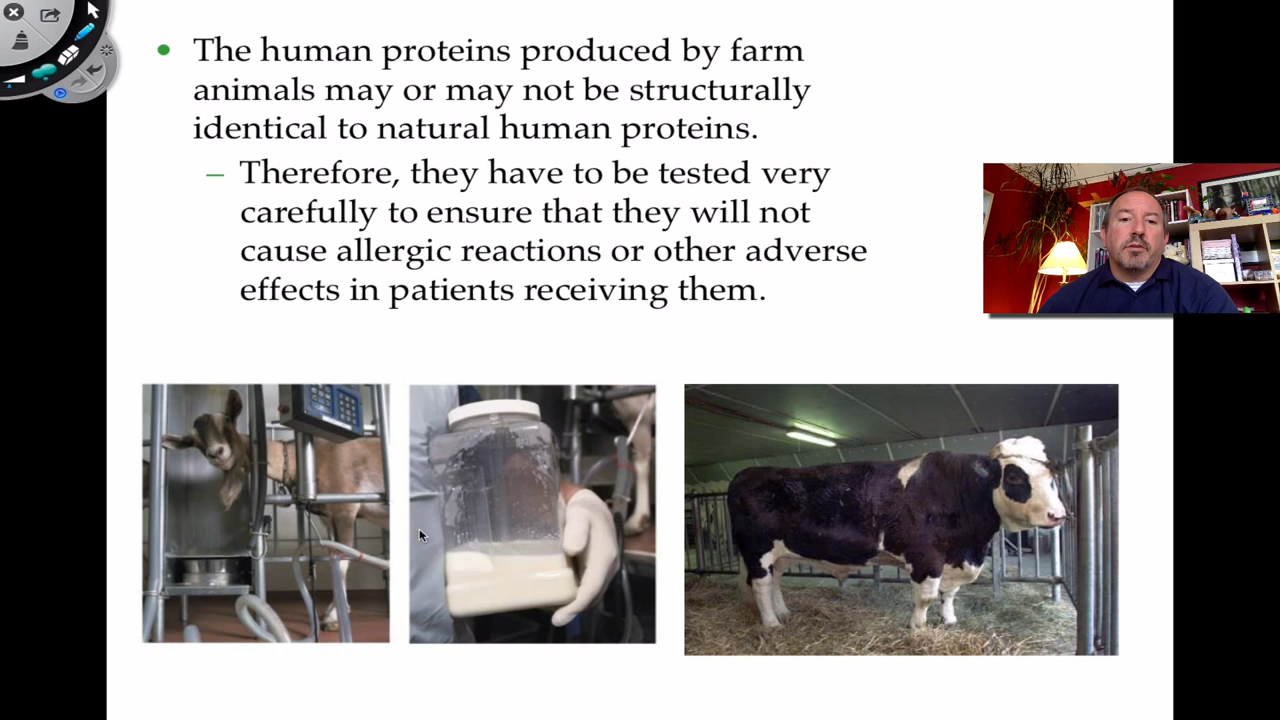 The human proteins produced by farm
animals may or may not be structurally
identical to natural human proteins.
– Therefore, they have to be tested very
carefully to ensure that they will not
cause allergic reactions or other adverse
effects in patients receiving them.